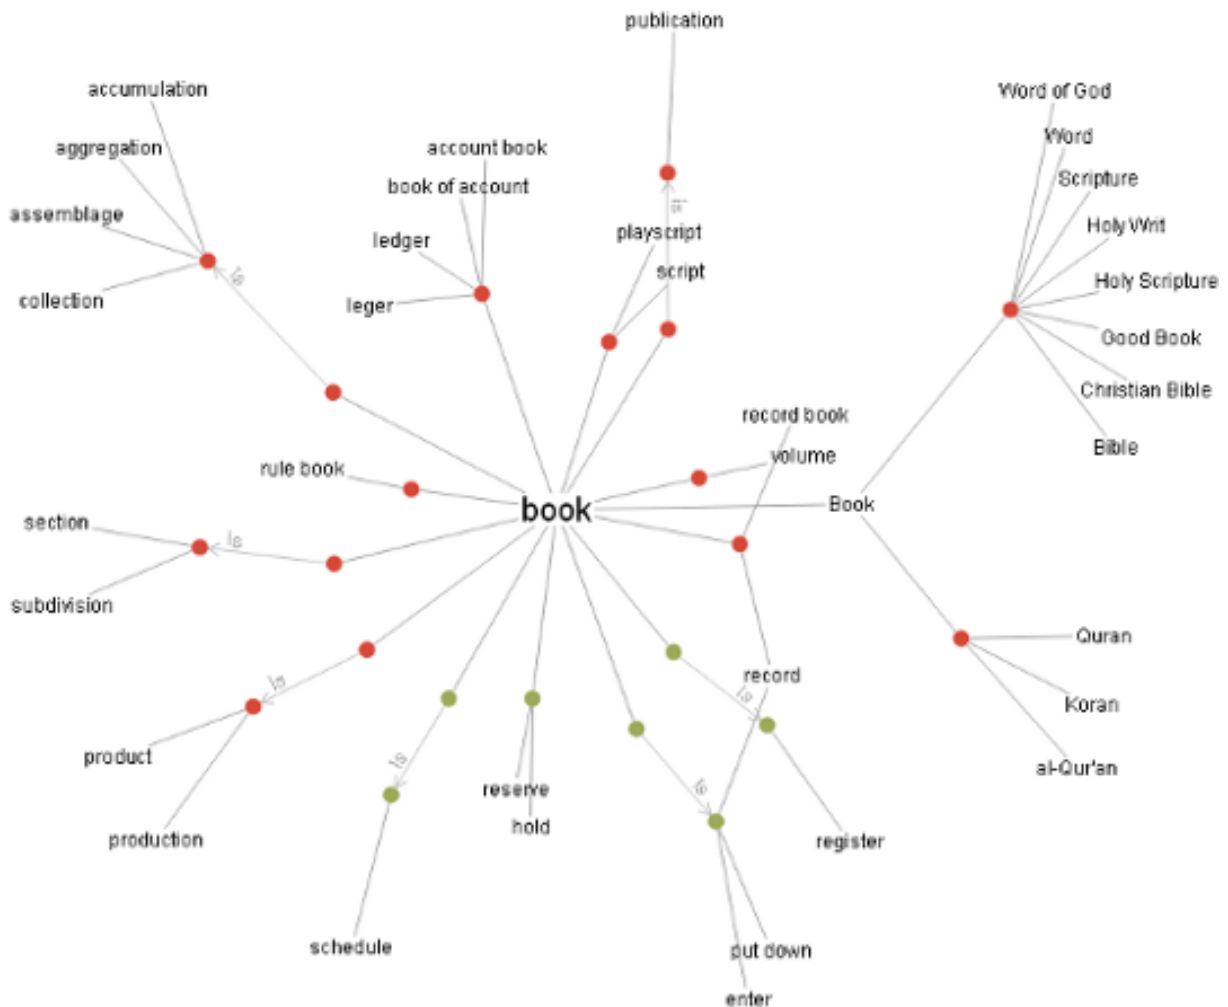 publication
accumulation
Word of God
Word
aggregation
account book
Scripture
book of account
assemblage
is
Holy Writ
playscript
ledger
script
is
Holy Scripture
collection
leger
Good Book
Christian Bible
record book
Bible
volume
rule book
Book
book
section
is
subdivision
Quran
record
is
is
Koran
product
is
is
al-Qur'an
reserve
hold
production
register
schedule
put down
enter